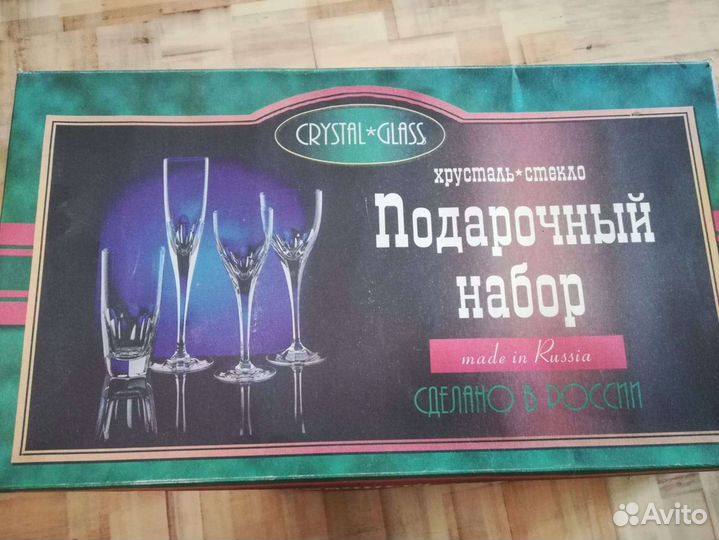 CRYSTAL*GLASS
хрусталь*стекло
Подарочный
набор
made in Russia
СДЕЛАНО В РОССИИ
Avito